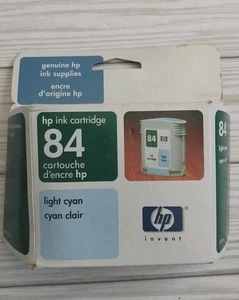 genuine hp
ink supplies
encre
d'origine hp
hp ink cartridge
84
cartouche
d'encre hp
84
84
light cyan
cyan clair
hp
invent